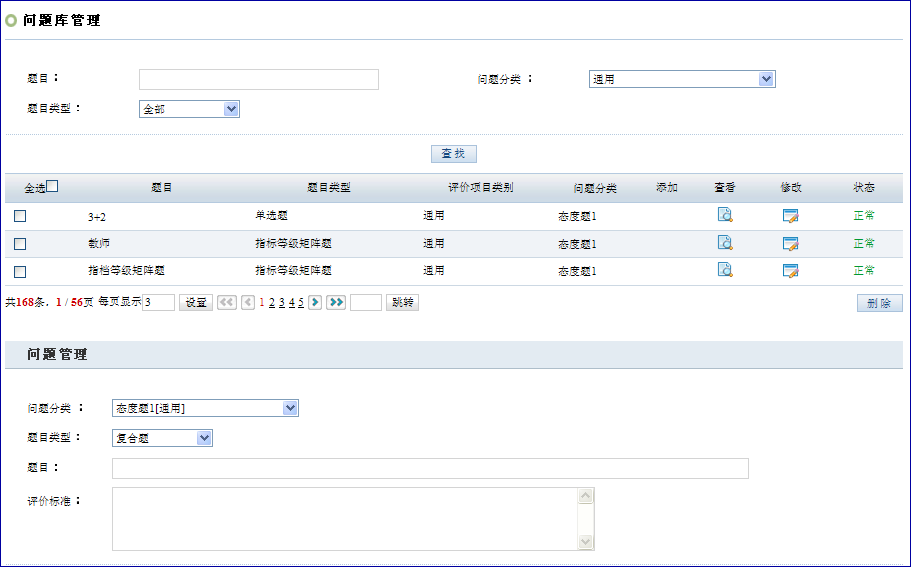 问题库管理
题目： 问题分类： 通用
题目类型： 全部
查找
全选 题目 题目类型 评价项目类别 问题分类 添加 查看 修改 状态
3+2 单选题 通用 态度题1 正常
教师 指标等级矩阵题 通用 态度题1 正常
指档等级矩阵题 指标等级矩阵题 通用 态度题1 正常
共168条，1 / 56页 每页显示3 设置 1 2 3 4 5 跳转 删除
问题管理
问题分类： 态度题1[通用]
题目类型： 复合题
题目：
评价标准：